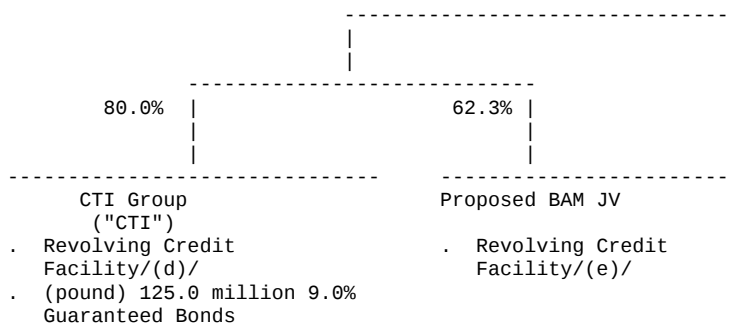 80.0% 62.3%
CTI Group Proposed BAM JV
("CTI")
. Revolving Credit . Revolving Credit
Facility/(d)/ Facility/(e)/
. (pound) 125.0 million 9.0%
Guaranteed Bonds